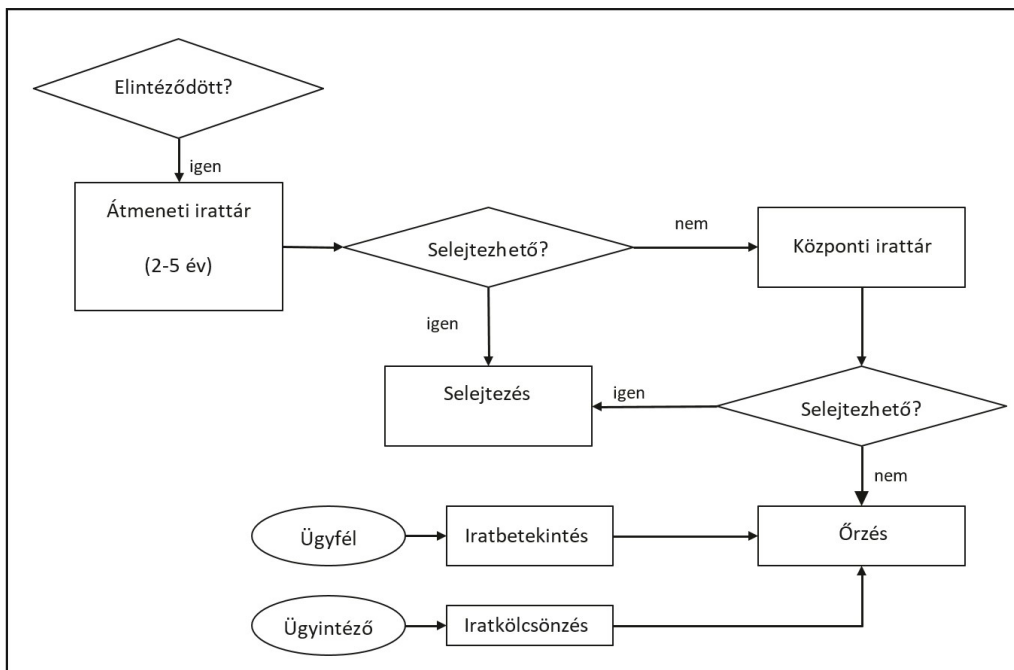 Elintéződött?
igen
Átmeneti irattár
(2-5 év)
Selejtezhető?
nem
Központi irattár
igen
Selejtezés
igen
Selejtezhető?
nem
Ügyfél
Iratbetekintés
Őrzés
Ügyintéző
Iratkölcsönzés